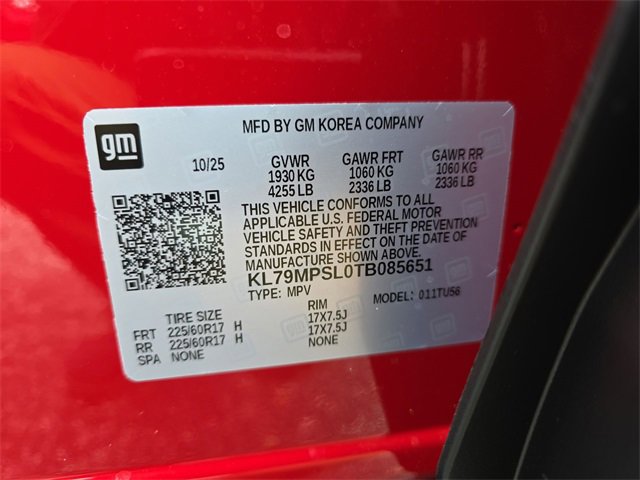 gm
MFD BY GM KOREA COMPANY
10/25 GVWR GAWR FRT GAWR RR
1930 KG 1060 KG 1060 KG
4255 LB 2336 LB 2336 LB
THIS VEHICLE CONFORMS TO ALL
APPLICABLE U.S. FEDERAL MOTOR
VEHICLE SAFETY AND THEFT PREVENTION
STANDARDS IN EFFECT ON THE DATE OF
MANUFACTURE SHOWN ABOVE.
KL79MPSL0TB085651
TYPE: MPV MODEL: 011TU56
TIRE SIZE RIM
FRT 225/60R17 H 17X7.5J
RR 225/60R17 H 17X7.5J
SPA NONE NONE